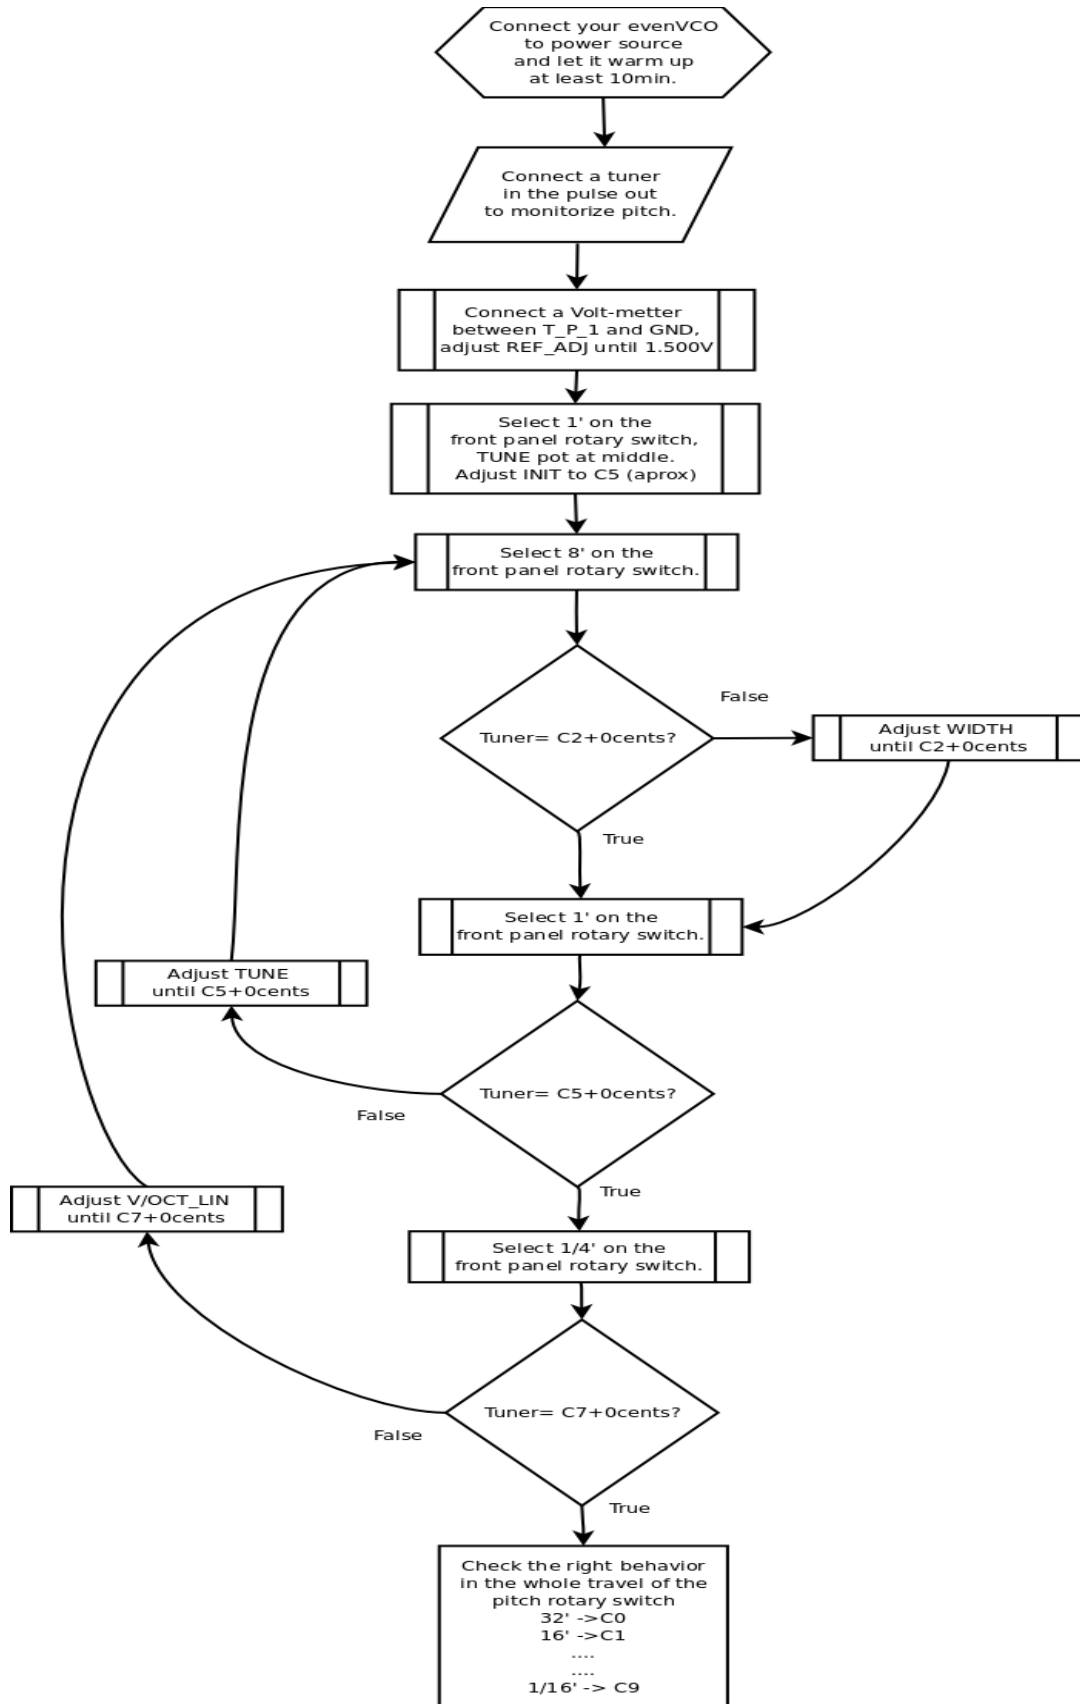 Connect your evenVCO
to power source
and let it warm up
at least 10min.
Connect a tuner
in the pulse out
to monitorize pitch.
Connect a Volt-metter
between T_P_1 and GND,
adjust REF_ADJ until 1.500V
Select 1' on the
front panel rotary switch,
TUNE pot at middle.
Adjust INIT to C5 (aprox)
Select 8' on the
front panel rotary switch.
False
Tuner= C2+0cents?
Adjust WIDTH
until C2+0cents
True
Select 1' on the
front panel rotary switch.
Adjust TUNE
until C5+0cents
Tuner= C5+0cents?
False
True
Adjust V/OCT_LIN
until C7+0cents
Select 1/4' on the
front panel rotary switch.
Tuner= C7+0cents?
False
True
Check the right behavior
in the whole travel of the
pitch rotary switch
32' ->C0
16' ->C1
....
....
1/16' -> C9